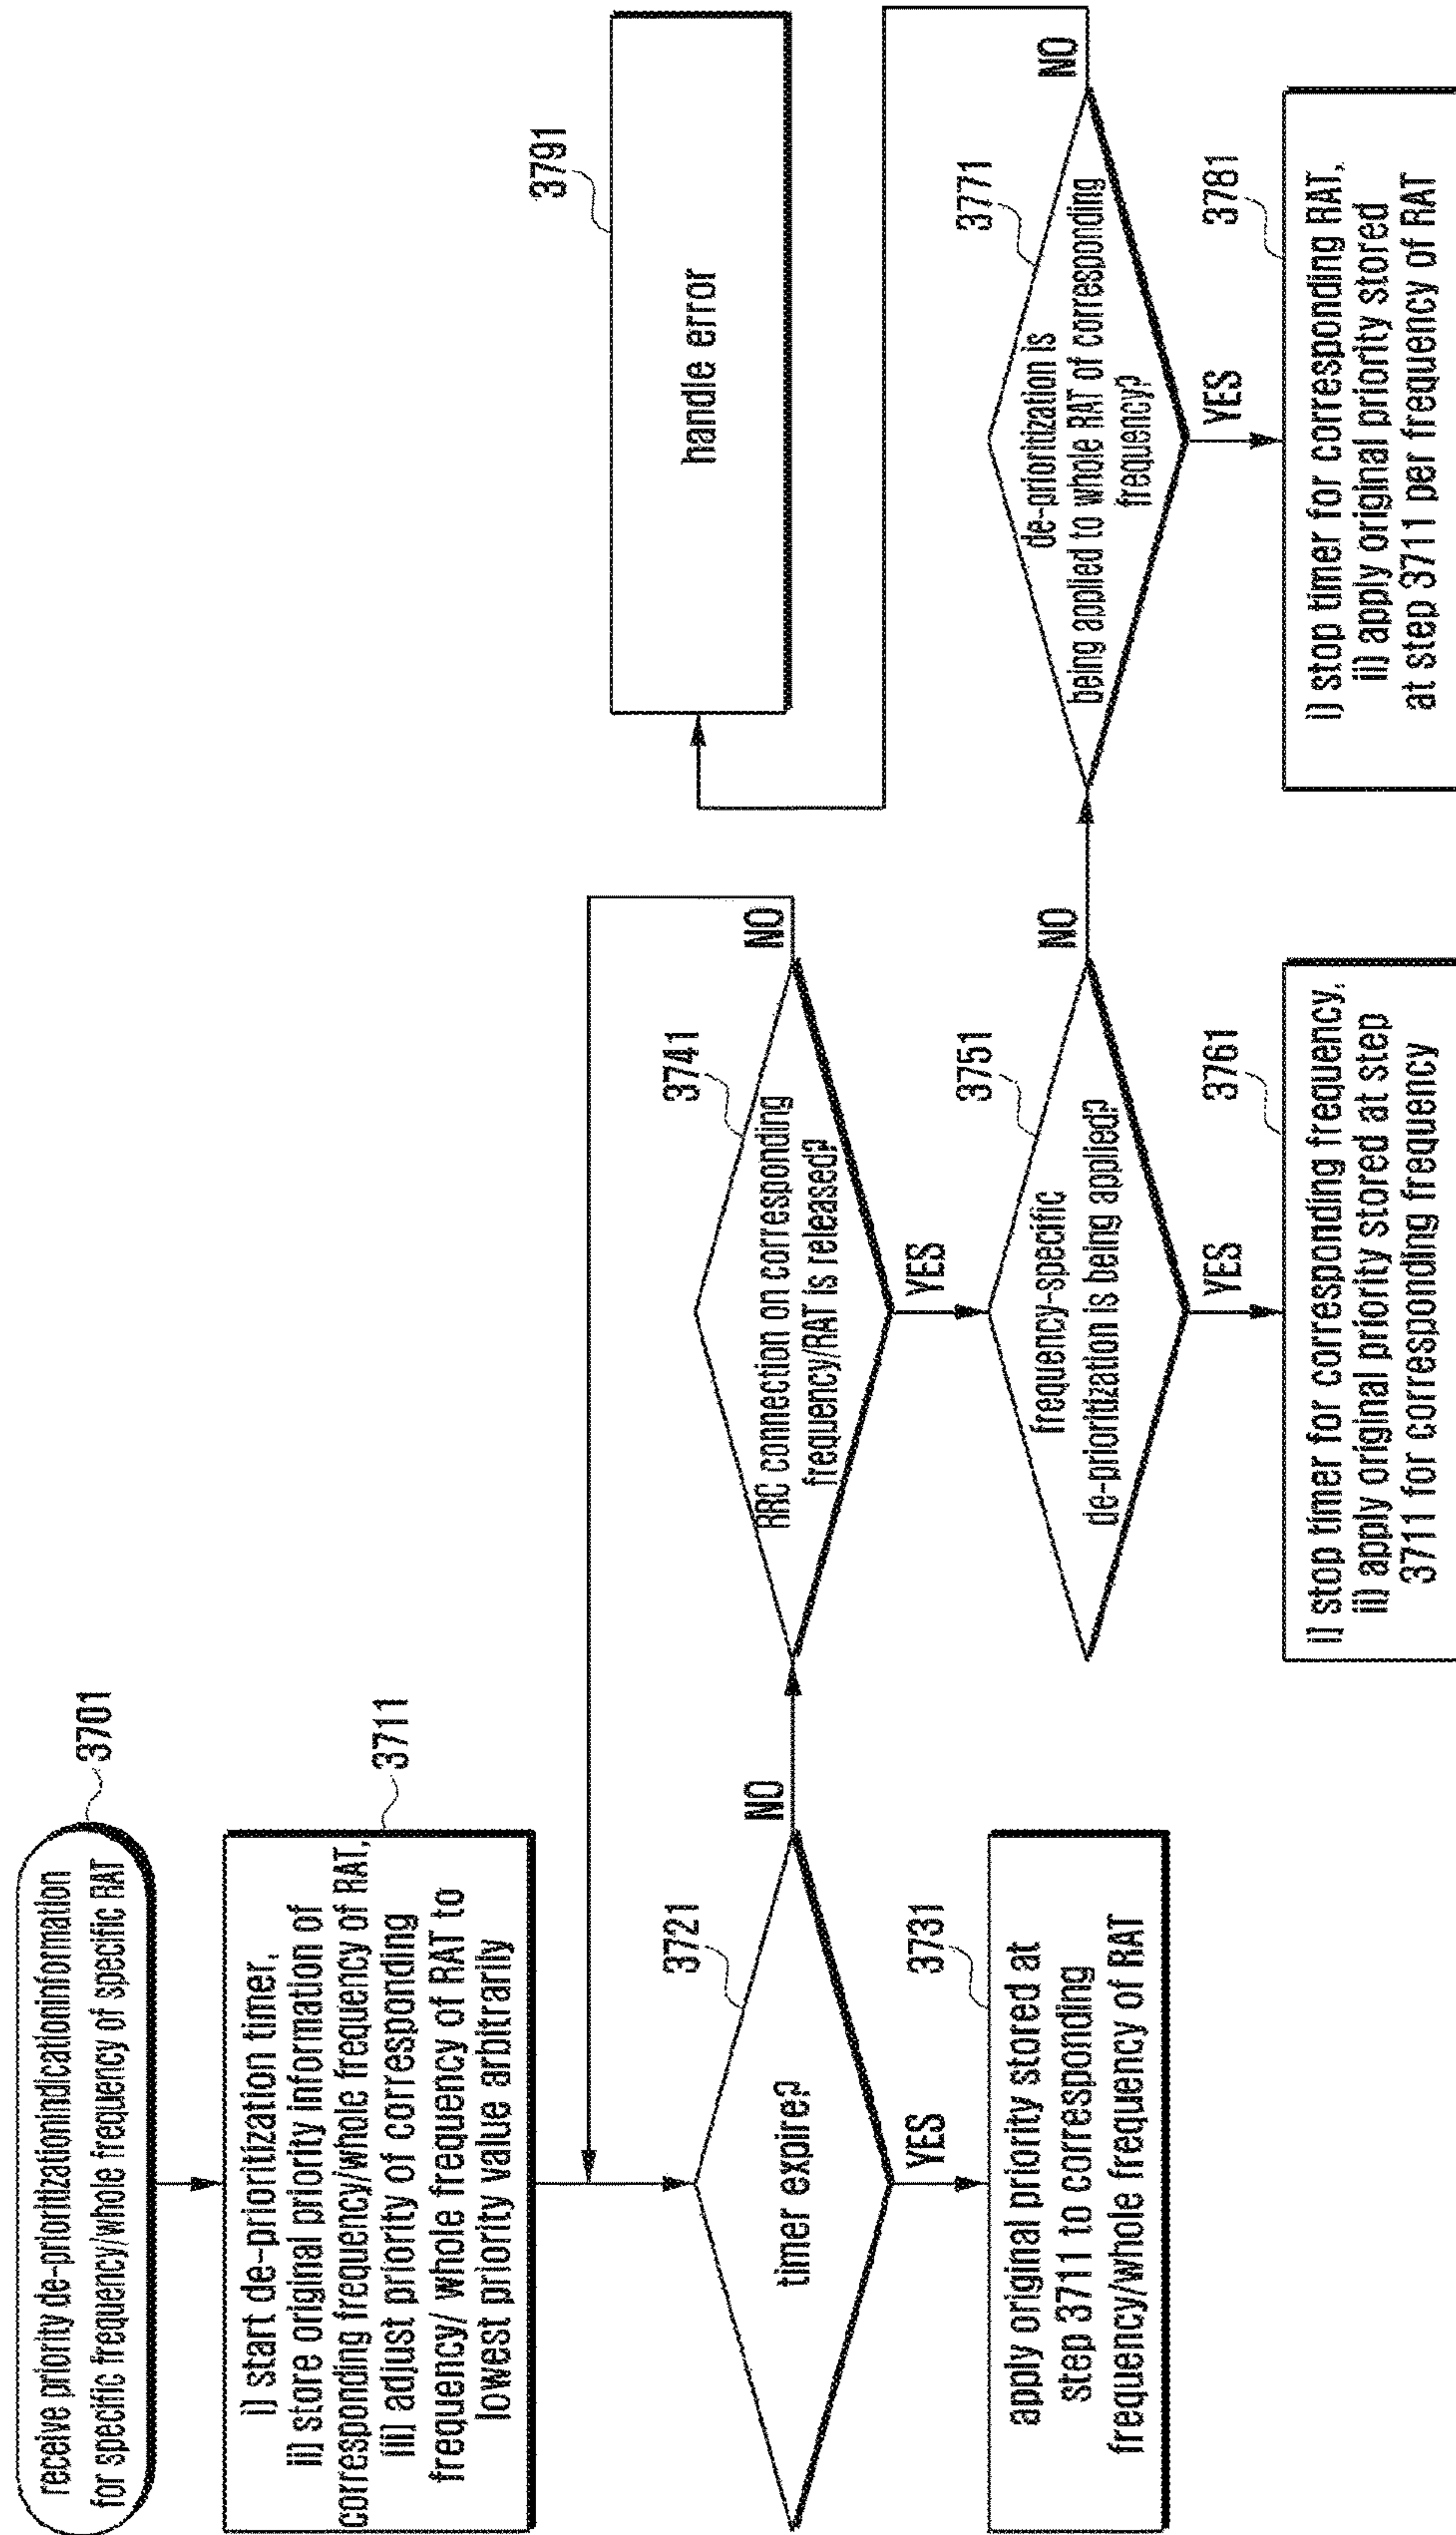 receive priority de-prioritizationindicationinformation
for specific frequency/whole frequency of specific RAT
3701
i) start de-prioritization timer,
ii) store original priority information of
corresponding frequency/whole frequency of RAT,
iii) adjust priority of corresponding
frequency/ whole frequency of RAT to
lowest priority value arbitrarily
3711
timer expire?
3721
NO
YES
apply original priority stored at
step 3711 to corresponding
frequency/whole frequency of RAT
3731
RRC connection on corresponding
frequency/RAT is released?
3741
NO
YES
frequency-specific
de-prioritization is being applied?
3751
NO
YES
i) stop timer for corresponding frequency,
ii) apply original priority stored at step
3711 for corresponding frequency
3761
de-prioritization is
being applied to whole RAT of corresponding
frequency?
3771
NO
YES
i) stop timer for corresponding RAT,
ii) apply original priority stored
at step 3711 per frequency of RAT
3781
handle error
3791